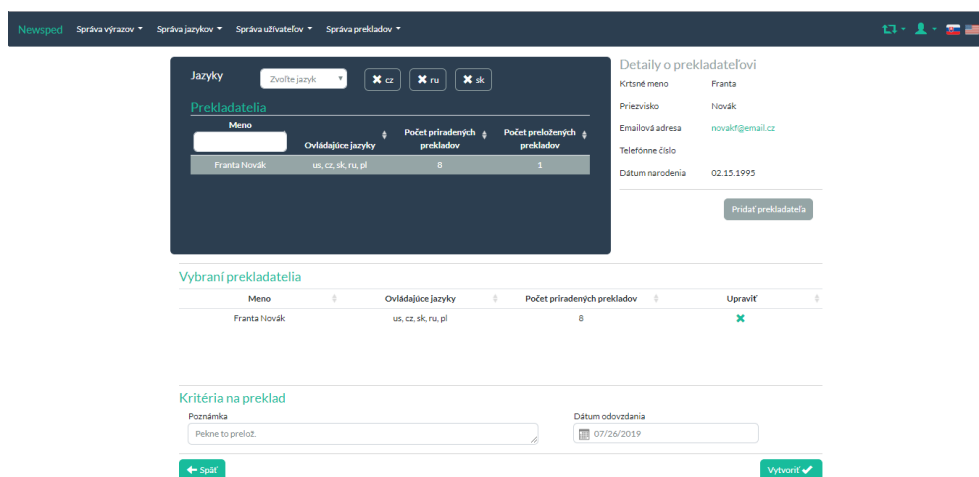 Newsped Správa výrazov Správa jazykov Správa užívateľov Správa prekladov
Jazyky Zvoľte jazyk cz ru sk
Prekladatelia
Meno
Ovládajúce jazyky Počet priradených prekladov Počet preložených prekladov
Franta Novák us, cz, sk, ru, pl 8 1
Detaily o prekladateľovi
Krtsné meno Franta
Priezvisko Novák
Emailová adresa novakf@email.cz
Telefónne číslo
Dátum narodenia 02.15.1995
Pridať prekladateľa
Vybraní prekladatelia
Meno Ovládajúce jazyky Počet priradených prekladov Upraviť
Franta Novák us, cz, sk, ru, pl 8
Kritéria na preklad
Poznámka Dátum odovzdania
Pekne to prelož. 07/26/2019
Späť Vytvoriť